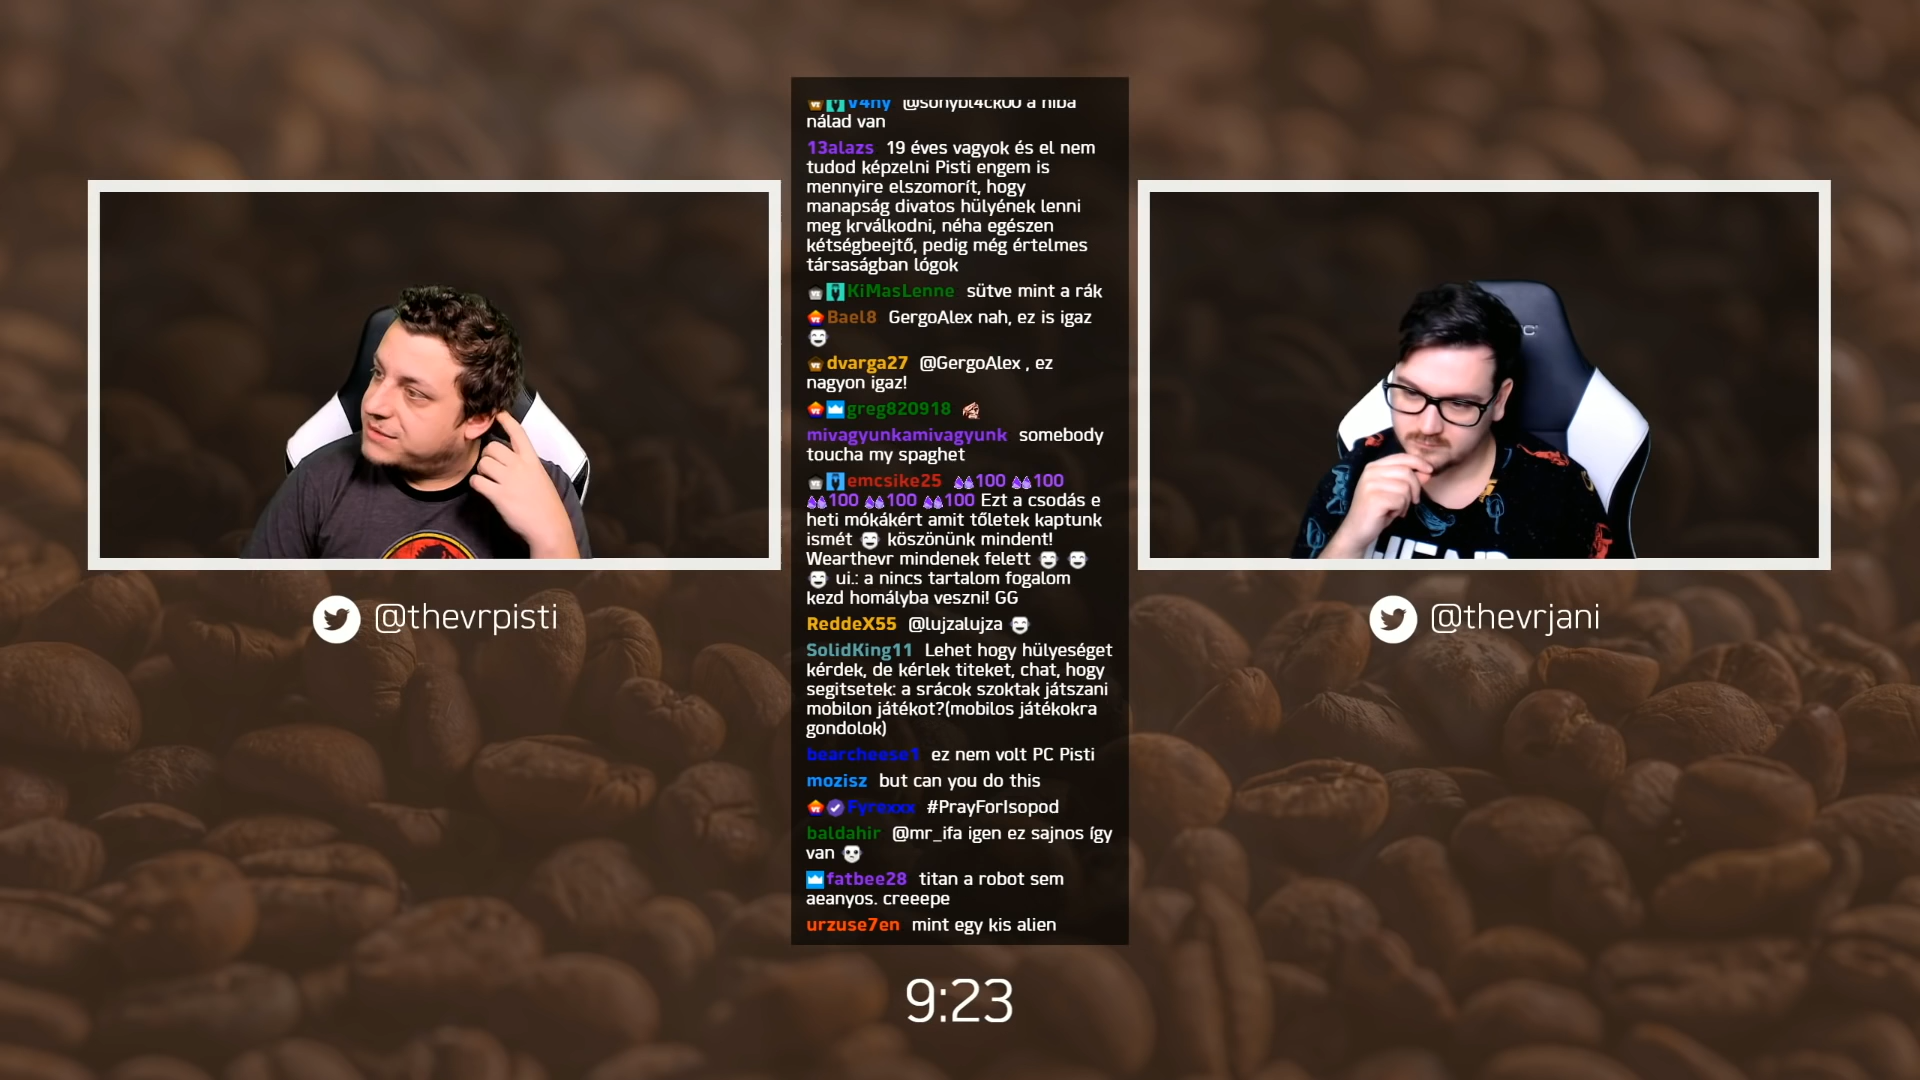 V4ny @sonybl4ck00 a hiba
nálad van
13alazs 19 éves vagyok és el nem
tudod képzelni Pisti engem is
mennyire elszomorít, hogy
manapság divatos hülyének lenni
meg krválkodni, néha egészen
kétségbeejtő, pedig még értelmes
társaságban lógok
KiMasLenne sütve mint a rák
Bael8 GergoAlex nah, ez is igaz
dvarga27 @GergoAlex , ez
nagyon igaz!
greg820918
mivagyunkamivagyunk somebody
toucha my spaghet
emcsike25 100 100
100 100 100 Ezt a csodás e
heti mókákért amit tőletek kaptunk
ismét köszönünk mindent!
Wearthevr mindenek felett
ui.: a nincs tartalom fogalom
kezd homályba veszni! GG
ReddeX55 @lujzalujza
SolidKing11 Lehet hogy hülyeséget
kérdek, de kérlek titeket, chat, hogy
segitsetek: a srácok szoktak játszani
mobilon játékot?(mobilos játékokra
gondolok)
bearcheese1 ez nem volt PC Pisti
mozisz but can you do this
Fyrexxx #PrayForIsopod
baldahir @mr_ifa igen ez sajnos így
van
fatbee28 titan a robot sem
aeanyos. creeepe
urzuse7en mint egy kis alien
@thevrpisti
@thevrjani
9:23